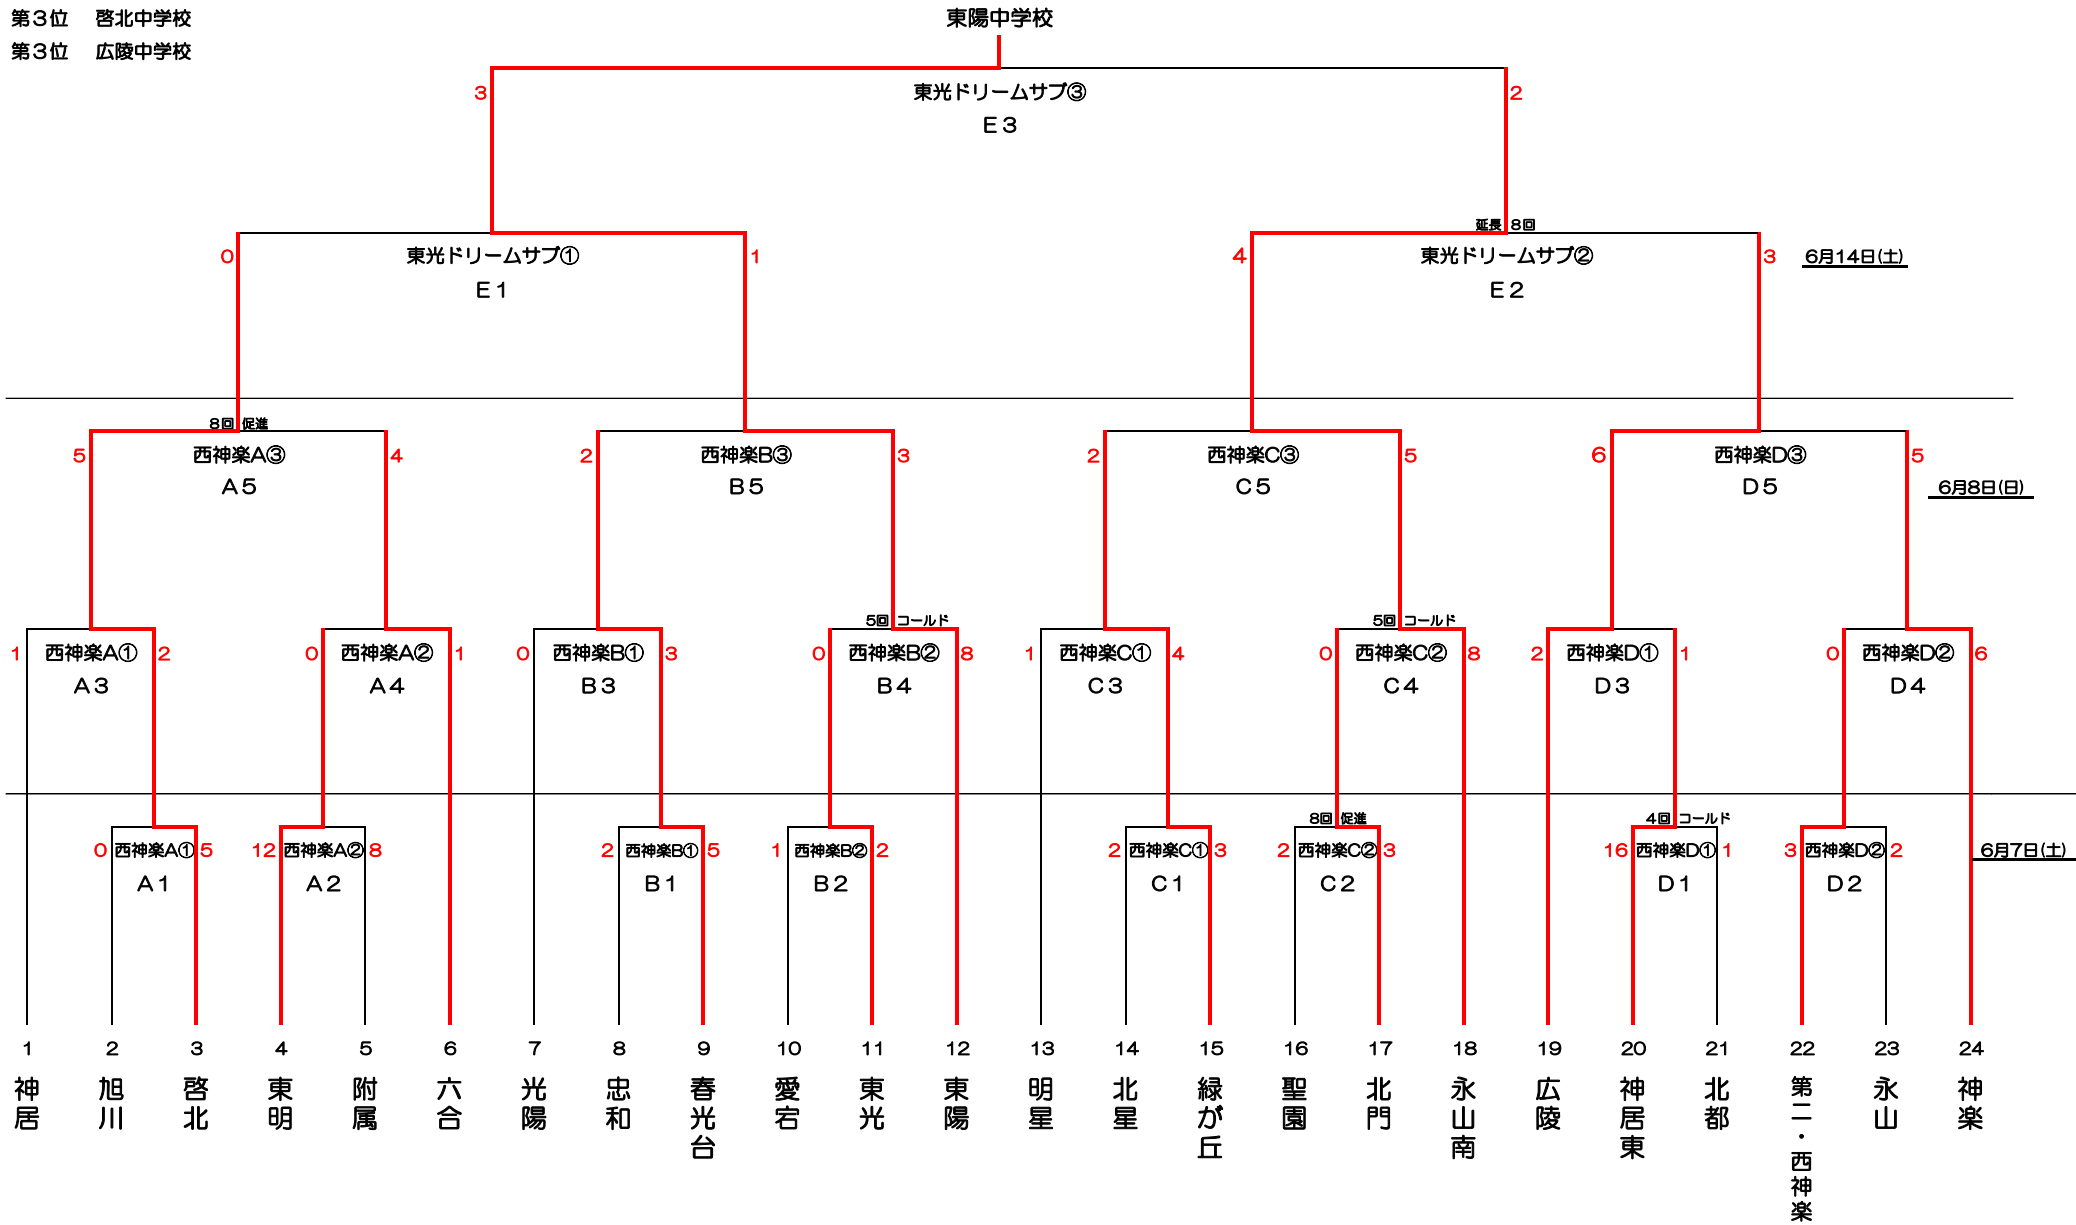 第3位 啓北中学校
東陽中学校
第3位 広陵中学校
3 東光ドリームサブ③ 2
E3
延長 8回
0 東光ドリームサブ① 1
4 東光ドリームサブ② 3
6月14日(土)
E1
E2
8回 促進
5 西神楽A③ 4
2 西神楽B③ 3
2 西神楽C③ 5
6 西神楽D③ 5
A5
B5
C5
D5
6月8日(日)
5回 コールド
5回 コールド
1 西神楽A① 2
0 西神楽A② 1
0 西神楽B① 3
0 西神楽B② 8
1 西神楽C① 4
0 西神楽C② 8
2 西神楽D① 1
0 西神楽D② 6
A3
A4
B3
B4
C3
C4
D3
D4
8回 促進
4回 コールド
0 西神楽A① 5
12 西神楽A② 8
2 西神楽B① 5
1 西神楽B② 2
2 西神楽C① 3
2 西神楽C② 3
16 西神楽D① 1
3 西神楽D② 2
6月7日(土)
A1
A2
B1
B2
C1
C2
D1
D2
1 2 3 4 5 6 7 8 9 10 11 12 13 14 15 16 17 18 19 20 21 22 23 24
神居
旭川
啓北
東明
附属
六合
光陽
忠和
春光台
愛宕
東光
東陽
明星
北星
緑が丘
聖園
北門
永山南
広陵
神居東
北都
第二・西神楽
永山
神楽